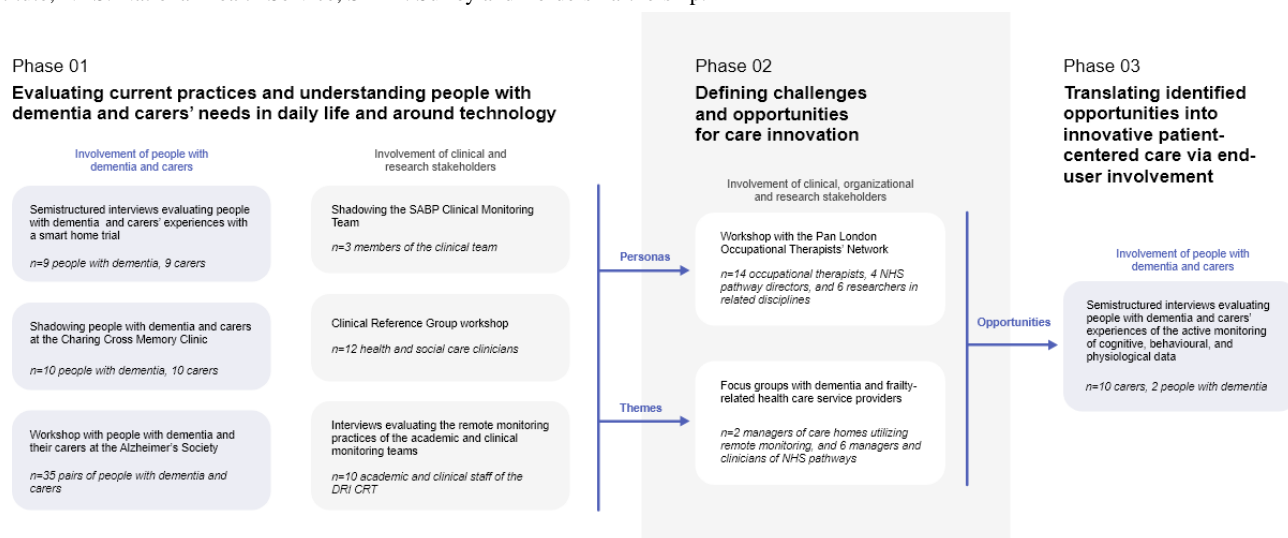 Phase 01
Evaluating current practices and understanding people with
dementia and carers' needs in daily life and around technology
Involvement of people with
dementia and carers
Semistructured interviews evaluating people
with dementia and carers' experiences with
a smart home trial
n=9 people with dementia, 9 carers
Shadowing people with dementia and carers
at the Charing Cross Memory Clinic
n=10 people with dementia, 10 carers
Workshop with people with dementia and
their carers at the Alzheimer's Society
n=35 pairs of people with dementia and
carers
Involvement of clinical and
research stakeholders
Shadowing the SABP Clinical Monitoring
Team
n=3 members of the clinical team
Clinical Reference Group workshop
n=12 health and social care clinicians
Interviews evaluating the remote monitoring
practices of the academic and clinical
monitoring teams
n=10 academic and clinical staff of the
DRI CRT
Personas
Themes
Phase 02
Defining challenges
and opportunities
for care innovation
Involvement of clinical, organizational
and research stakeholders
Workshop with the Pan London
Occupational Therapists' Network
n=14 occupational therapists, 4 NHS
pathway directors, and 6 researchers in
related disciplines
Focus groups with dementia and frailty-
related health care service providers
n=2 managers of care homes utilizing
remote monitoring, and 6 managers and
clinicians of NHS pathways
Opportunities
Phase 03
Translating identified
opportunities into
innovative patient-
centered care via end-
user involvement
Involvement of people with
dementia and carers
Semistructured interviews evaluating
people with dementia and carers'
experiences of the active monitoring
of cognitive, behavioural, and
physiological data
n=10 carers, 2 people with dementia